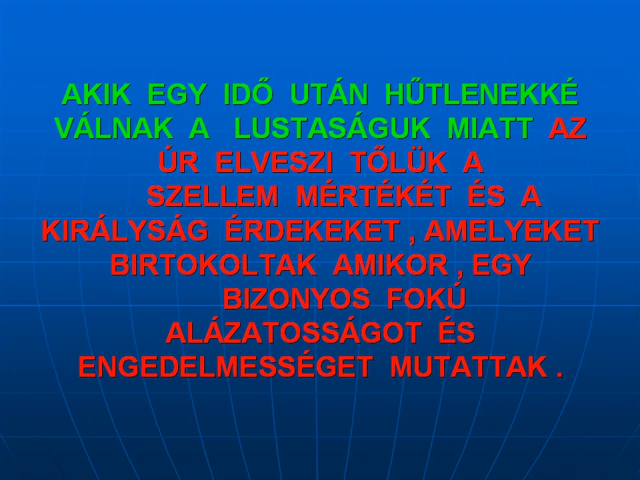 AKIK EGY IDŐ UTÁN HŰTLENEKKÉ
VÁLNAK A LUSTASÁGUK MIATT AZ
ÚR ELVESZI TŐLÜK A
SZELLEM MÉRTÉKÉT ÉS A
KIRÁLYSÁG ÉRDEKEKET , AMELYEKET
BIRTOKOLTAK AMIKOR , EGY
BIZONYOS FOKÚ
ALÁZATOSSÁGOT ÉS
ENGEDELMESSÉGET MUTATTAK .